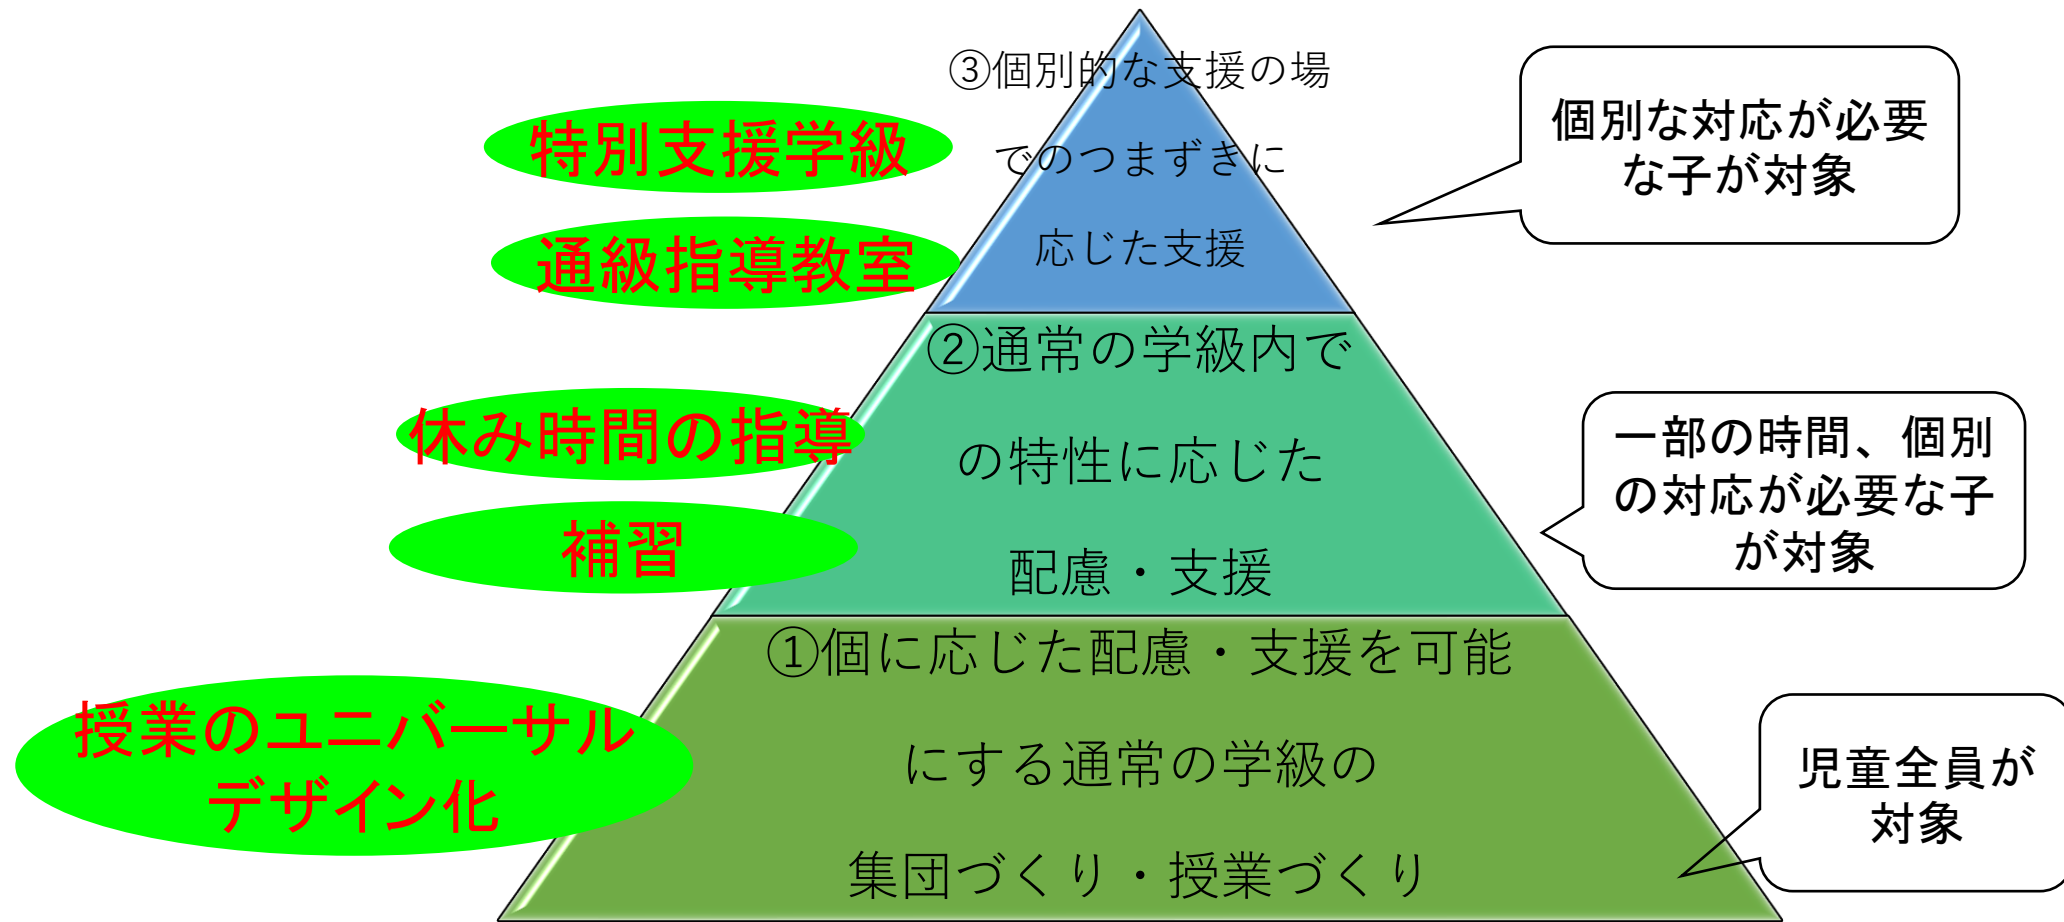 ③個別的な支援の場
でのつまずきに
応じた支援
特別支援学級
通級指導教室
個別な対応が必要
な子が対象
②通常の学級内で
の特性に応じた
配慮・支援
休み時間の指導
補習
一部の時間、個別
の対応が必要な子
が対象
①個に応じた配慮・支援を可能
にする通常の学級の
集団づくり・授業づくり
授業のユニバーサル
デザイン化
児童全員が
対象